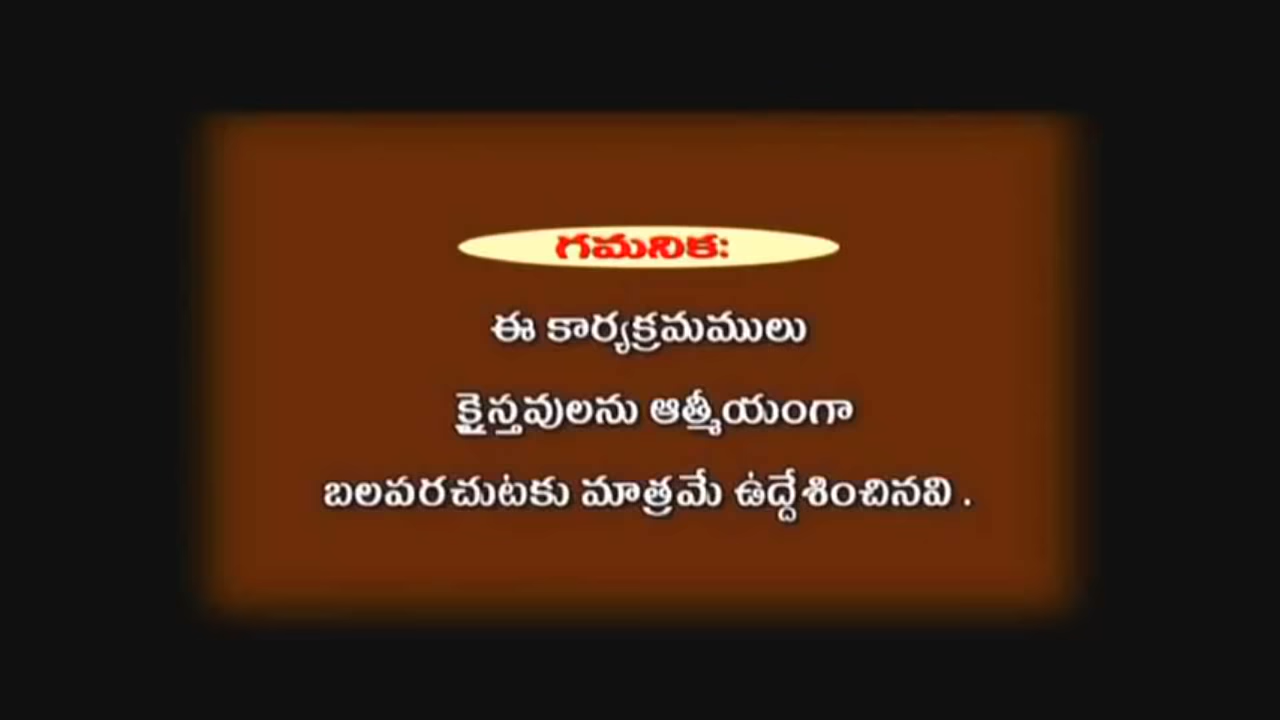 గమనిక:
ఈ కార్యక్రమములు
క్రైస్తవులను ఆత్మీయంగా
బలపరచుటకు మాత్రమే ఉద్దేశించినవి .